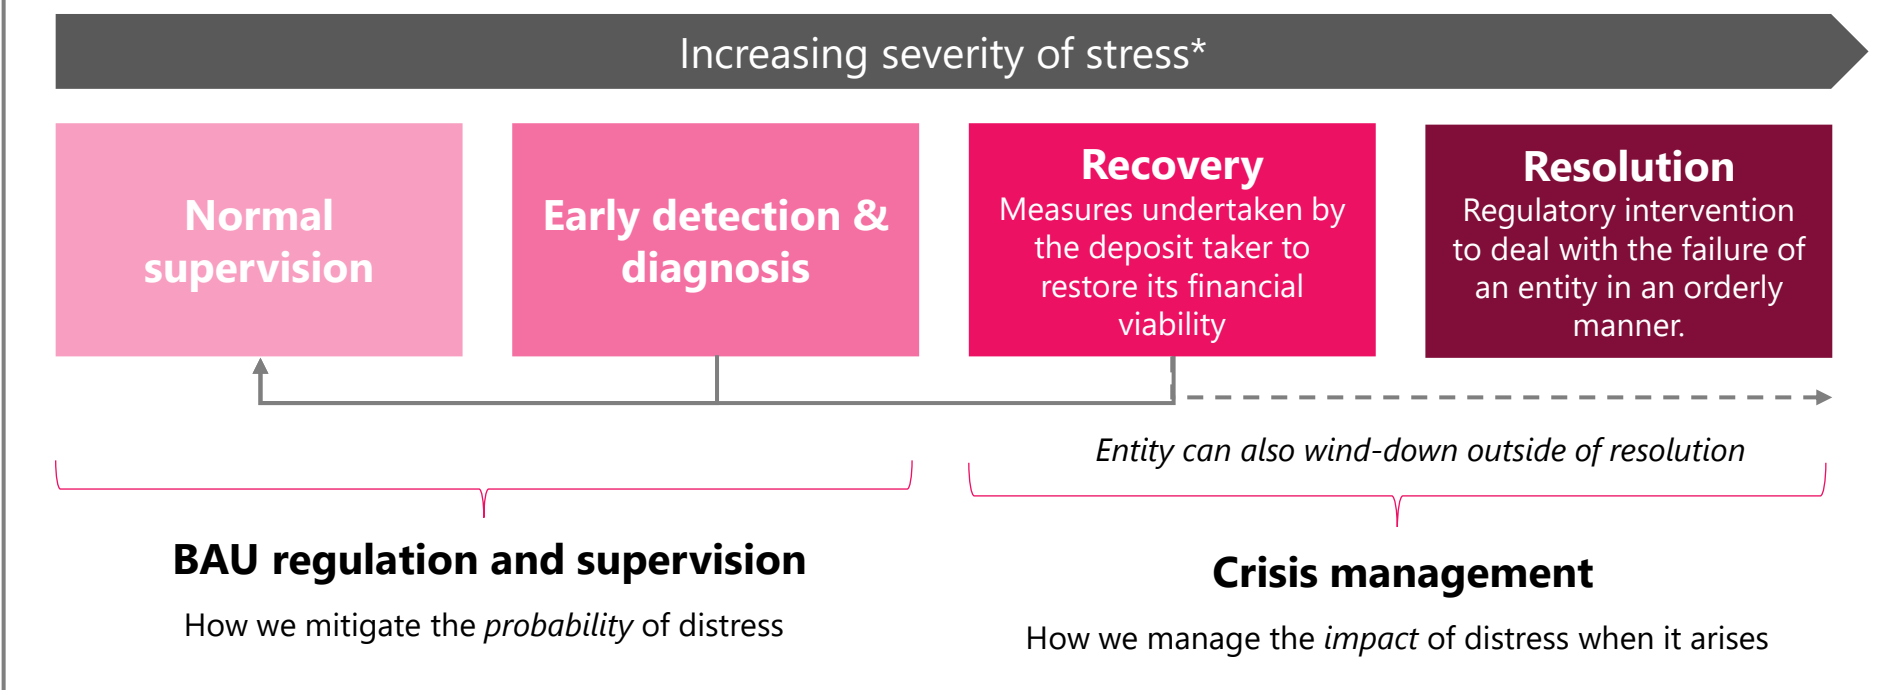 Increasing severity of stress*
Normal
supervision
Early detection &
diagnosis
Recovery
Measures undertaken by
the deposit taker to
restore its financial
viability
Resolution
Regulatory intervention
to deal with the failure of
an entity in an orderly
manner.
Entity can also wind-down outside of resolution
BAU regulation and supervision
How we mitigate the probability of distress
Crisis management
How we manage the impact of distress when it arises